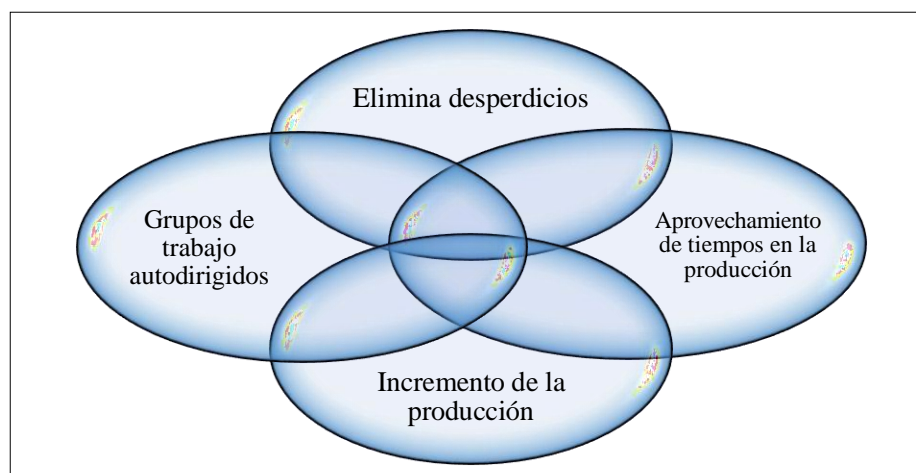 Elimina desperdicios
Grupos de
trabajo
autodirigidos
Aprovechamiento
de tiempos en la
producción
Incremento de la
producción